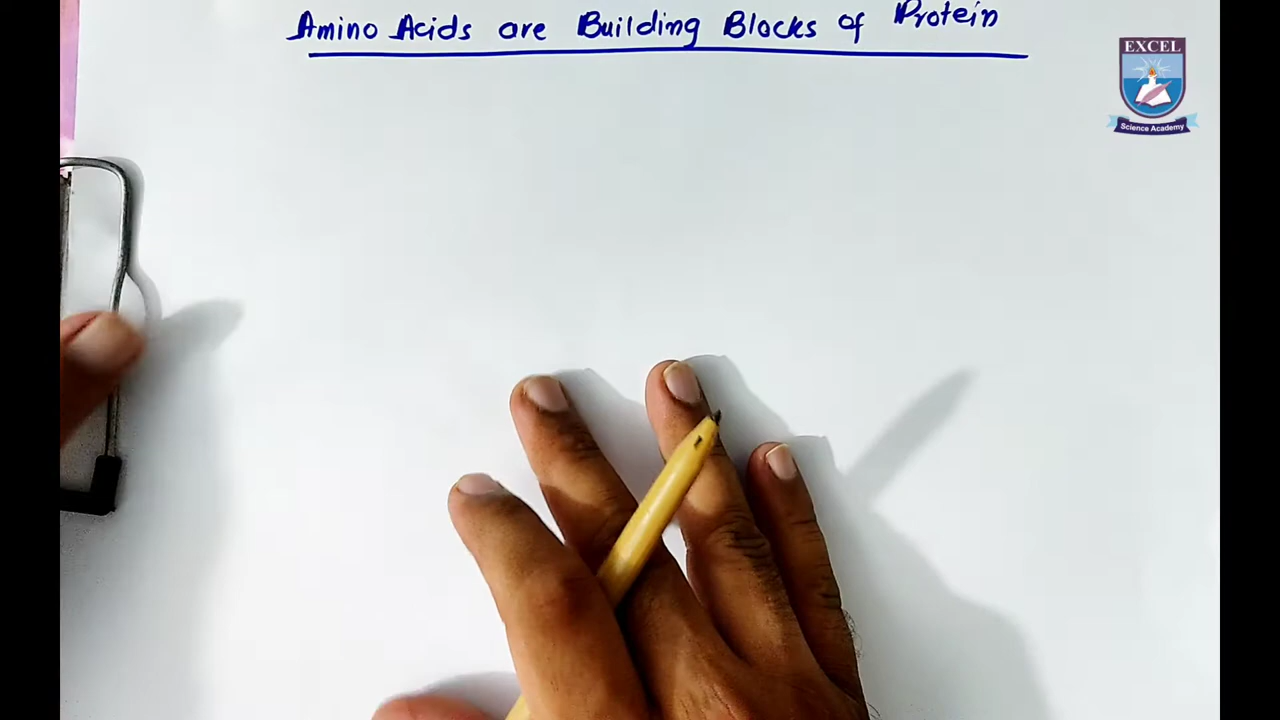 Amino Acids are Building Blocks of Protein
EXCEL
Science Academy